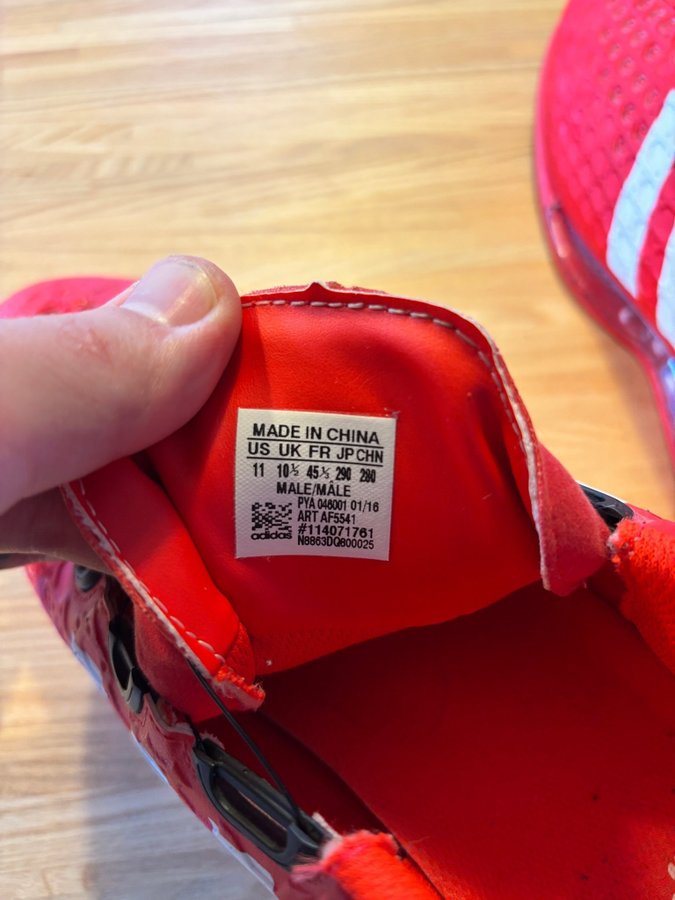 MADE IN CHINA
US UK FR JP CHN
11 10½ 45⅓ 290 280
MALE/MÂLE
PYA 046001 01/16
ART AF5541
#114071761
adidas N8863DQ800025